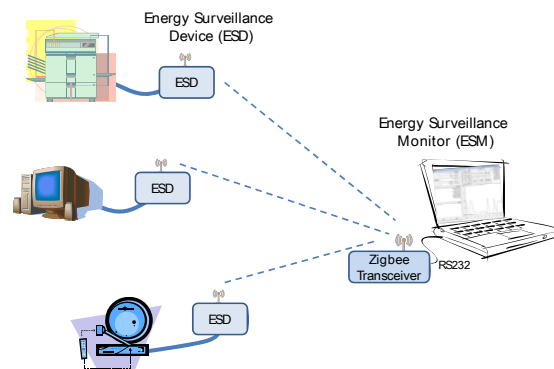 Energy Surveillance
Device (ESD)
ESD
Energy Surveillance
Monitor (ESM)
ESD
Zigbee
Transceiver
RS232
ESD